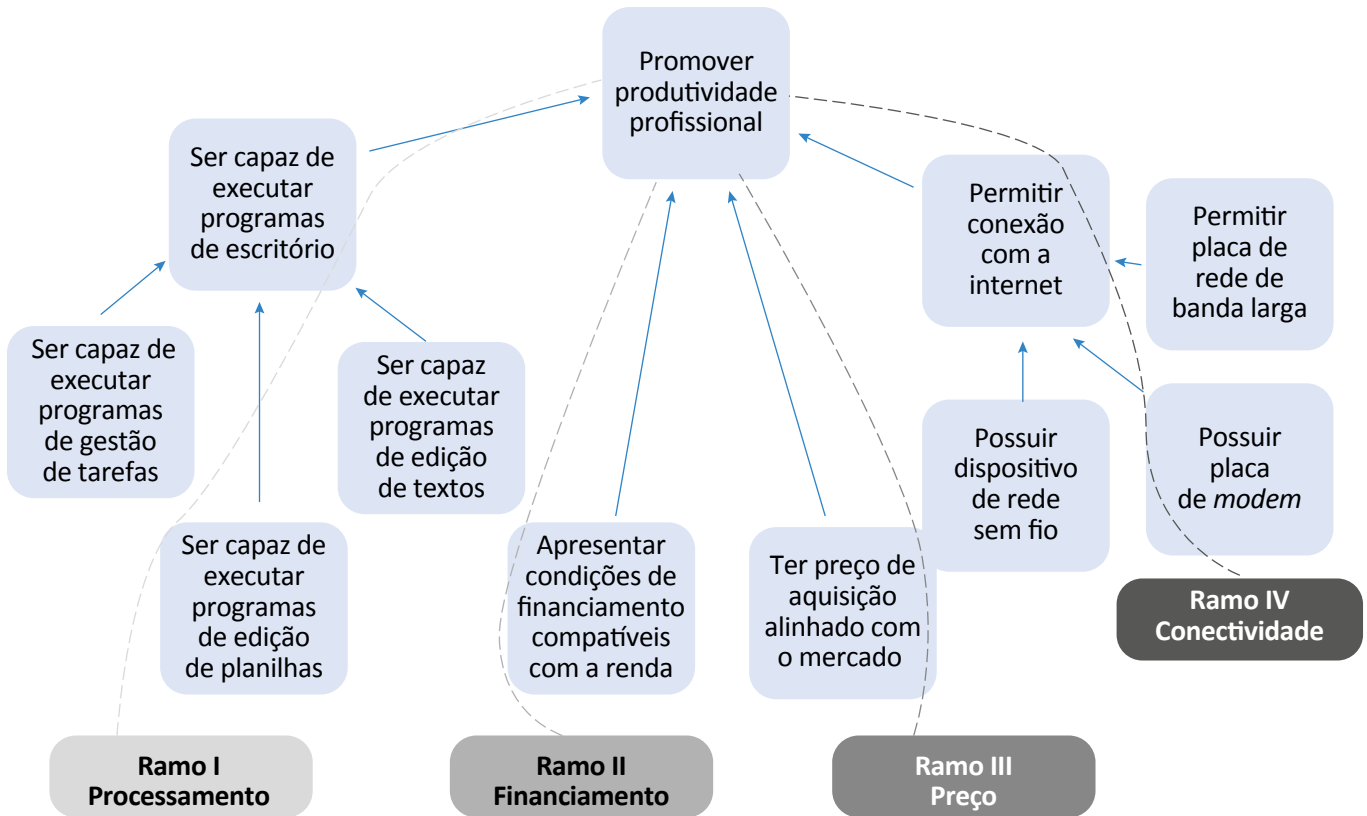 Promover
produtividade
profissional
Ser capaz de
executar
programas
de escritório
Permitir
conexão
com a
internet
Permitir
placa de
rede de
banda larga
Ser capaz de
executar
programas
de gestão
de tarefas
Ser capaz
de executar
programas
de edição
de textos
Possuir
dispositivo
de rede
sem fio
Possuir
placa
de modem
Ser capaz de
executar
programas
de edição
de planilhas
Apresentar
condições de
financiamento
compatíveis
com a renda
Ter preço de
aquisição
alinhado com
o mercado
Ramo IV
Conectividade
Ramo I
Processamento
Ramo II
Financiamento
Ramo III
Preço